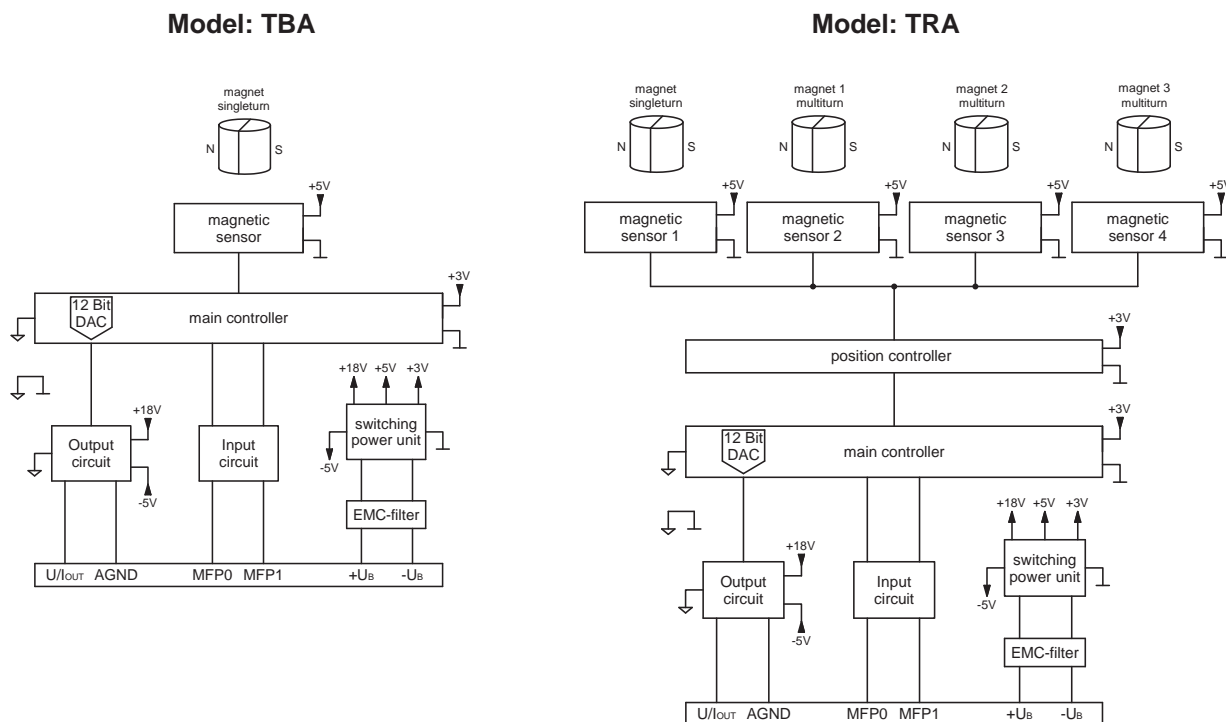 Model: TBA
magnet
singleturn
N
S
+5V
magnetic
sensor
+3V
12 Bit
DAC
main controller
+18V
+5V
+3V
+18V
Output
circuit
-5V
Input
circuit
switching
power unit
-5V
EMC-filter
U/IOUT
AGND
MFP0
MFP1
+UB
-UB
Model: TRA
magnet
singleturn
magnet 1
multiturn
magnet 2
multiturn
magnet 3
multiturn
N
S
N
S
N
S
N
S
+5V
+5V
+5V
+5V
magnetic
sensor 1
magnetic
sensor 2
magnetic
sensor 3
magnetic
sensor 4
+3V
position controller
+3V
12 Bit
DAC
main controller
+18V
+5V
+3V
+18V
Output
circuit
-5V
Input
circuit
switching
power unit
-5V
EMC-filter
U/IOUT
AGND
MFP0
MFP1
+UB
-UB